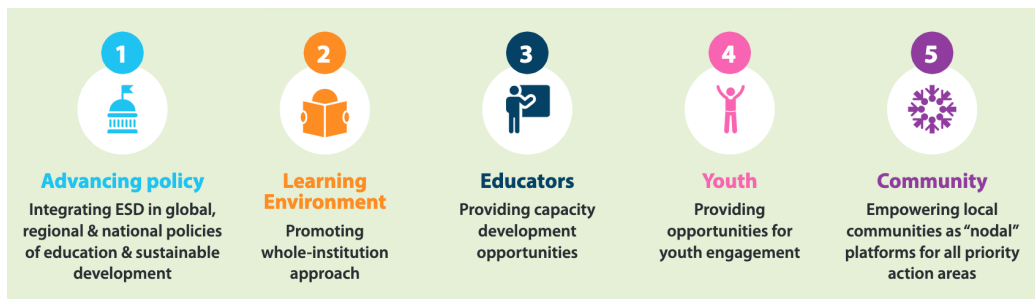 1
Advancing policy
Integrating ESD in global,
regional & national policies
of education & sustainable
development
2
Learning
Environment
Promoting
whole-institution
approach
3
Educators
Providing capacity
development
opportunities
4
Youth
Providing
opportunities for
youth engagement
5
Community
Empowering local
communities as “nodal”
platforms for all priority
action areas